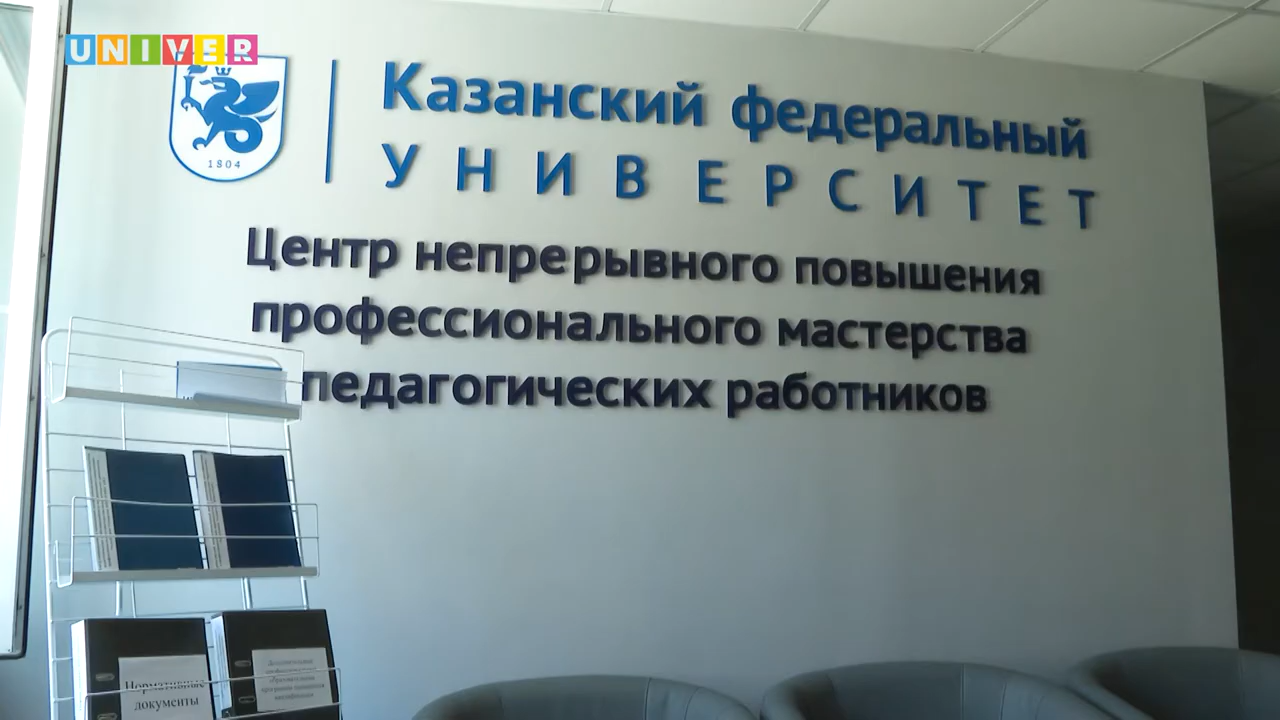 UNIVER
1804
Казанский федеральный
УНИВЕРСИТЕТ
Центр непрерывного повышения
профессионального мастерства
педагогических работников
Нормативные
документы